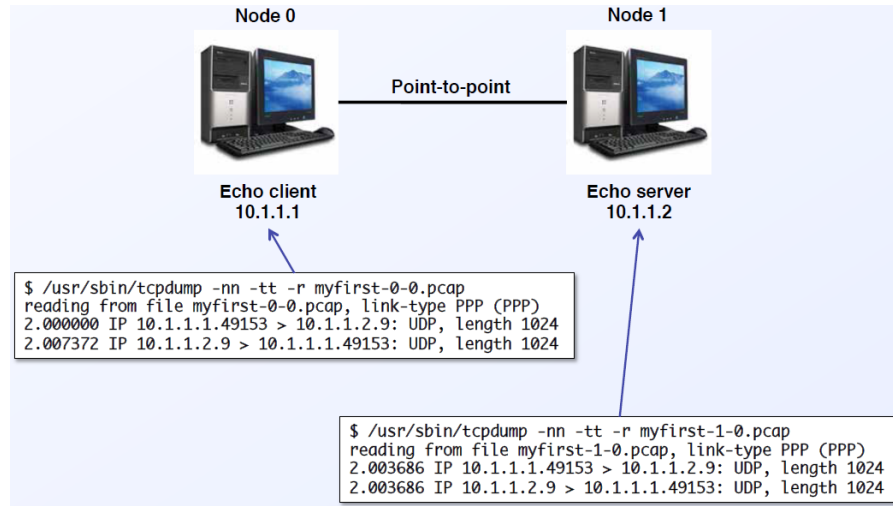 Node 0
Node 1
Point-to-point
Echo client
10.1.1.1
Echo server
10.1.1.2
$ /usr/sbin/tcpdump -nn -tt -r myfirst-0-0.pcap
reading from file myfirst-0-0.pcap, link-type PPP (PPP)
2.000000 IP 10.1.1.1.49153 > 10.1.1.2.9: UDP, length 1024
2.007372 IP 10.1.1.2.9 > 10.1.1.1.49153: UDP, length 1024
$ /usr/sbin/tcpdump -nn -tt -r myfirst-1-0.pcap
reading from file myfirst-1-0.pcap, link-type PPP (PPP)
2.003686 IP 10.1.1.1.49153 > 10.1.1.2.9: UDP, length 1024
2.003686 IP 10.1.1.2.9 > 10.1.1.1.49153: UDP, length 1024